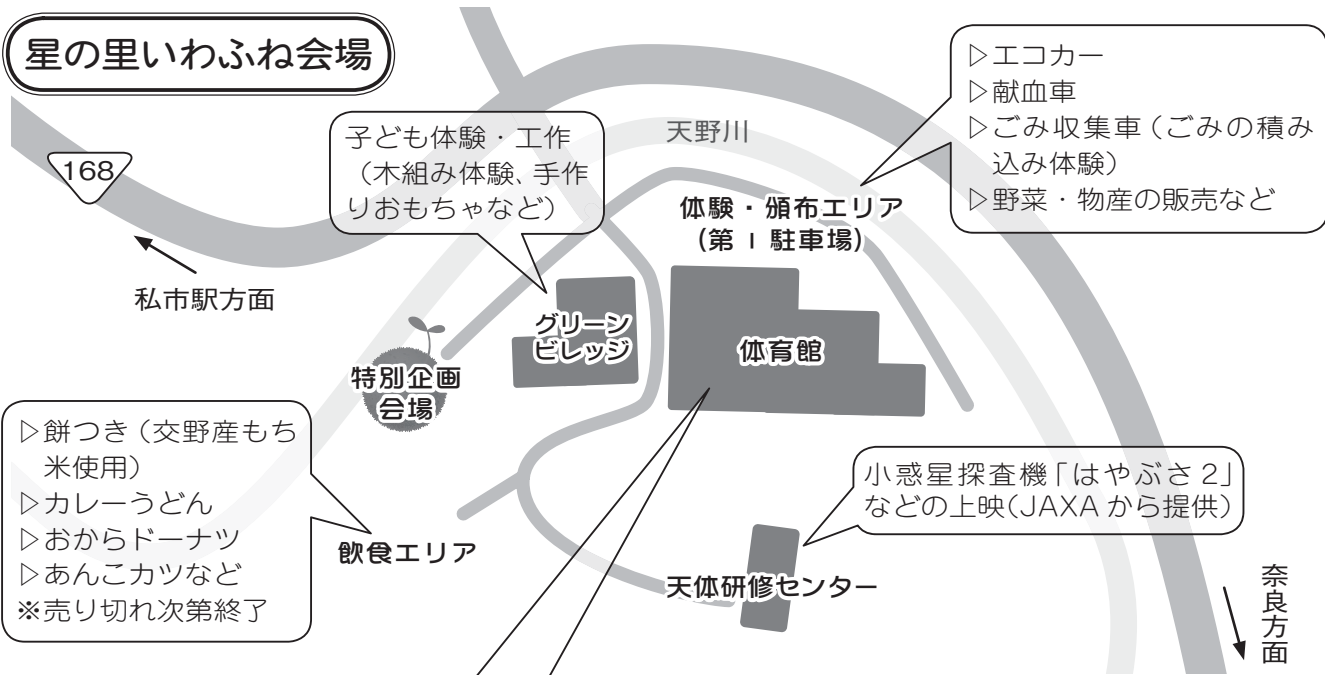 星の里いわふね会場
168
私市駅方面
子ども体験・工作
(木組み体験、手作
りおもちゃなど)
天野川
▷エコカー
▷献血車
▷ごみ収集車(ごみの積み
込み体験)
▷野菜・物産の販売など
体験・頒布エリア
(第1駐車場)
グリーン
ビレッジ
体育館
特別企画
会場
▷餅つき(交野産もち
米使用)
▷カレーうどん
▷おからドーナツ
▷あんこカツなど
※売り切れ次第終了
飲食エリア
小惑星探査機「はやぶさ2」
などの上映(JAXAから提供)
天体研修センター
奈良方面